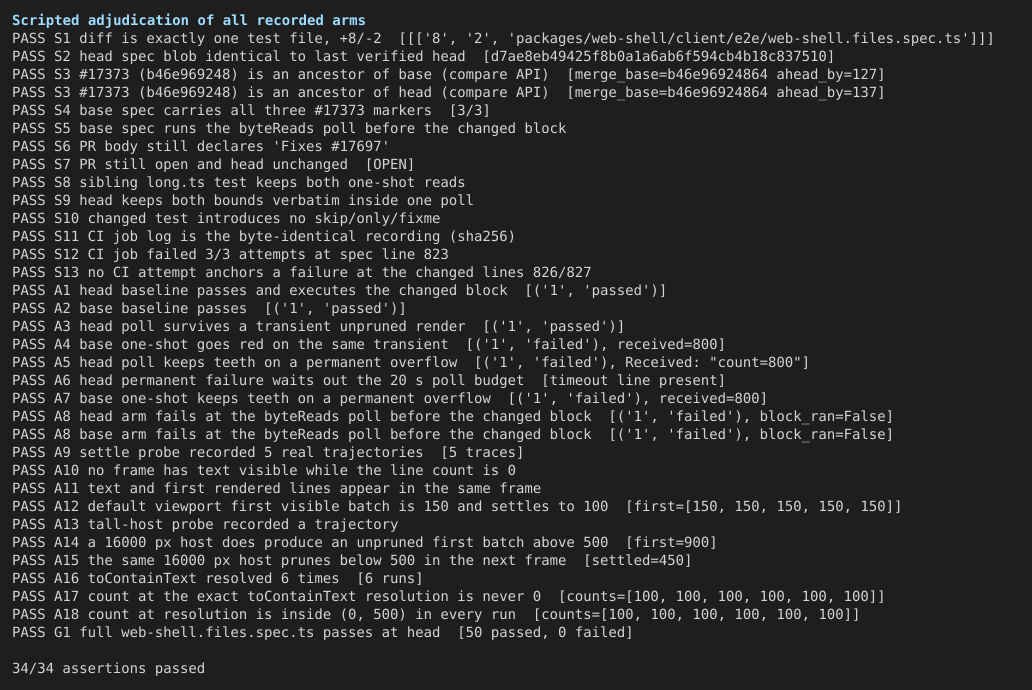 Scripted adjudication of all recorded arms
PASS S1 diff is exactly one test file, +8/-2  [[['8', '2', 'packages/web-shell/client/e2e/web-shell.files.spec.ts']]]
PASS S2 head spec blob identical to last verified head  [d7ae8eb49425f8b0a1a6ab6f594cb4b18c837510]
PASS S3 #17373 (b46e969248) is an ancestor of base (compare API)  [merge_base=b46e96924864 ahead_by=127]
PASS S3 #17373 (b46e969248) is an ancestor of head (compare API)  [merge_base=b46e96924864 ahead_by=137]
PASS S4 base spec carries all three #17373 markers  [3/3]
PASS S5 base spec runs the byteReads poll before the changed block
PASS S6 PR body still declares 'Fixes #17697'
PASS S7 PR still open and head unchanged  [OPEN]
PASS S8 sibling long.ts test keeps both one-shot reads
PASS S9 head keeps both bounds verbatim inside one poll
PASS S10 changed test introduces no skip/only/fixme
PASS S11 CI job log is the byte-identical recording (sha256)
PASS S12 CI job failed 3/3 attempts at spec line 823
PASS S13 no CI attempt anchors a failure at the changed lines 826/827
PASS A1 head baseline passes and executes the changed block  [('1', 'passed')]
PASS A2 base baseline passes  [('1', 'passed')]
PASS A3 head poll survives a transient unpruned render  [('1', 'passed')]
PASS A4 base one-shot goes red on the same transient  [('1', 'failed'), received=800]
PASS A5 head poll keeps teeth on a permanent overflow  [('1', 'failed'), Received: "count=800"]
PASS A6 head permanent failure waits out the 20 s poll budget  [timeout line present]
PASS A7 base one-shot keeps teeth on a permanent overflow  [('1', 'failed'), received=800]
PASS A8 head arm fails at the byteReads poll before the changed block  [('1', 'failed'), block_ran=False]
PASS A8 base arm fails at the byteReads poll before the changed block  [('1', 'failed'), block_ran=False]
PASS A9 settle probe recorded 5 real trajectories  [5 traces]
PASS A10 no frame has text visible while the line count is 0
PASS A11 text and first rendered lines appear in the same frame
PASS A12 default viewport first visible batch is 150 and settles to 100  [first=[150, 150, 150, 150, 150]]
PASS A13 tall-host probe recorded a trajectory
PASS A14 a 16000 px host does produce an unpruned first batch above 500  [first=900]
PASS A15 the same 16000 px host prunes below 500 in the next frame  [settled=450]
PASS A16 toContainText resolved 6 times  [6 runs]
PASS A17 count at the exact toContainText resolution is never 0  [counts=[100, 100, 100, 100, 100, 100]]
PASS A18 count at resolution is inside (0, 500) in every run  [counts=[100, 100, 100, 100, 100, 100]]
PASS G1 full web-shell.files.spec.ts passes at head  [50 passed, 0 failed]
34/34 assertions passed